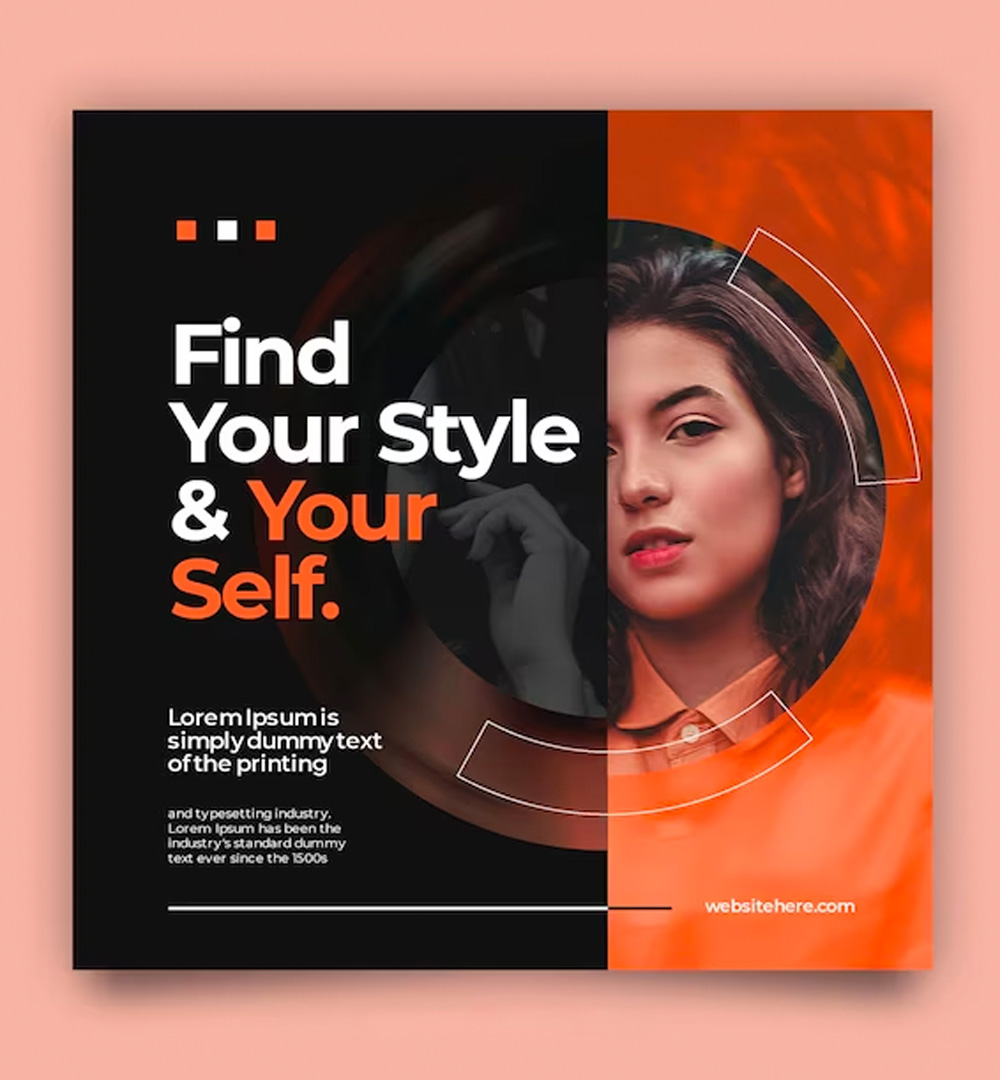 Find
Your Style
& Your
Self.
Lorem Ipsum is
simply dummy text
of the printing
and typesetting industry.
Lorem Ipsum has been the
industry's standard dummy
text ever since the 1500s
websitehere.com